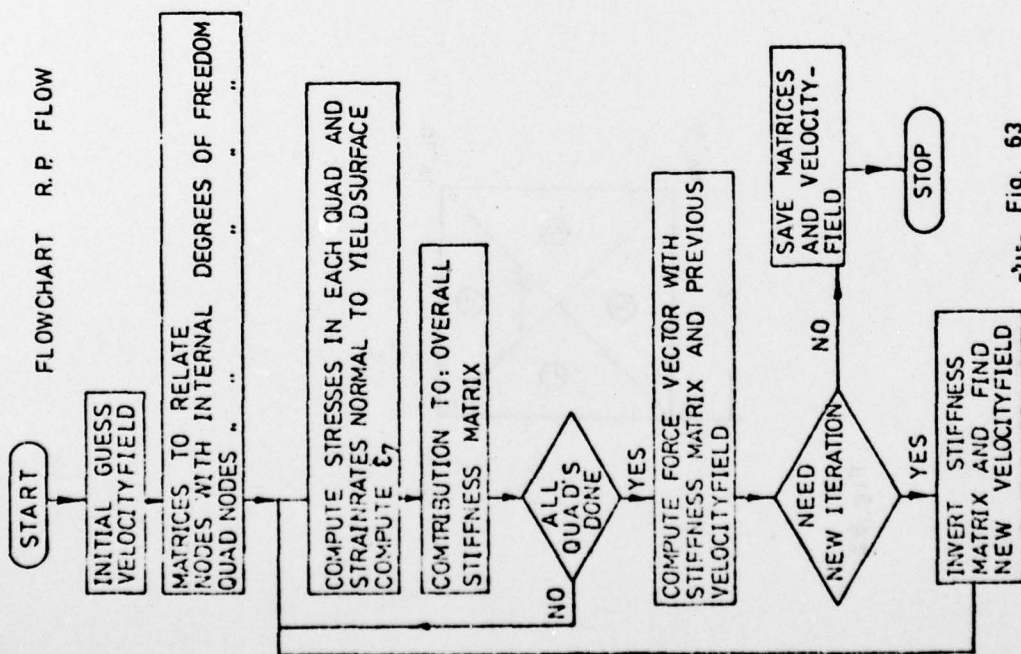 FLOWCHART R.P. FLOW
START
INITIAL GUESS
VELOCITYFIELD
MATRICES TO RELATE
NODES WITH INTERNAL DEGREES OF FREEDOM
QUAD NODES " " " " "
COMPUTE STRESSES IN EACH QUAD AND
STRAINRATES NORMAL TO YIELDSURFACE
COMPUTE ε̂₇
COMTRIBUTION TO: OVERALL
STIFFNESS MATRIX
ALL
QUAD'S
DONE
NO
YES
COMPUTE FORCE VECTOR WITH
STIFFNESS MATRIX AND PREVIOUS
VELOCITYFIELD
NEED
NEW ITERATION
NO
SAVE MATRICES
AND VELOCITY-
FIELD
STOP
YES
INVERT STIFFNESS
MATRIX AND FIND
NEW VELOCITYFIELD
Fig. 63